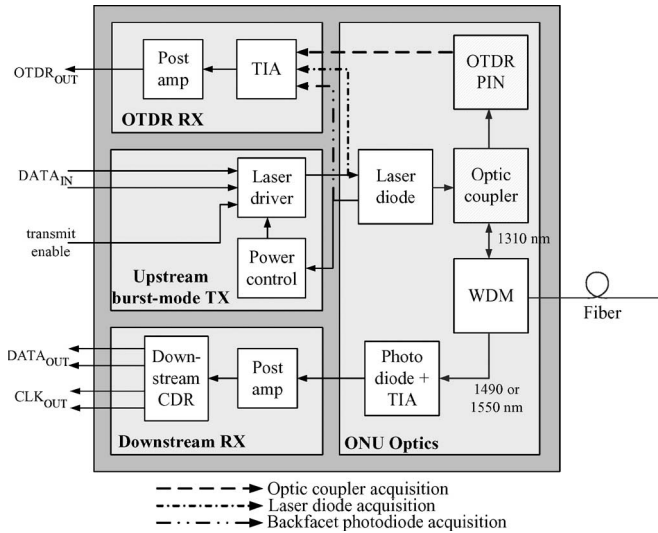 OTDR_OUT
Post
amp
TIA
OTDR
PIN
OTDR RX
DATA_IN
Laser
driver
Laser
diode
Optic
coupler
transmit
enable
1310 nm
Power
control
Upstream
burst-mode TX
WDM
Fiber
DATA_OUT
CLK_OUT
Down-
stream
CDR
Post
amp
Photo
diode +
TIA
1490 or
1550 nm
Downstream RX
ONU Optics
Optic coupler acquisition
Laser diode acquisition
Backfacet photodiode acquisition